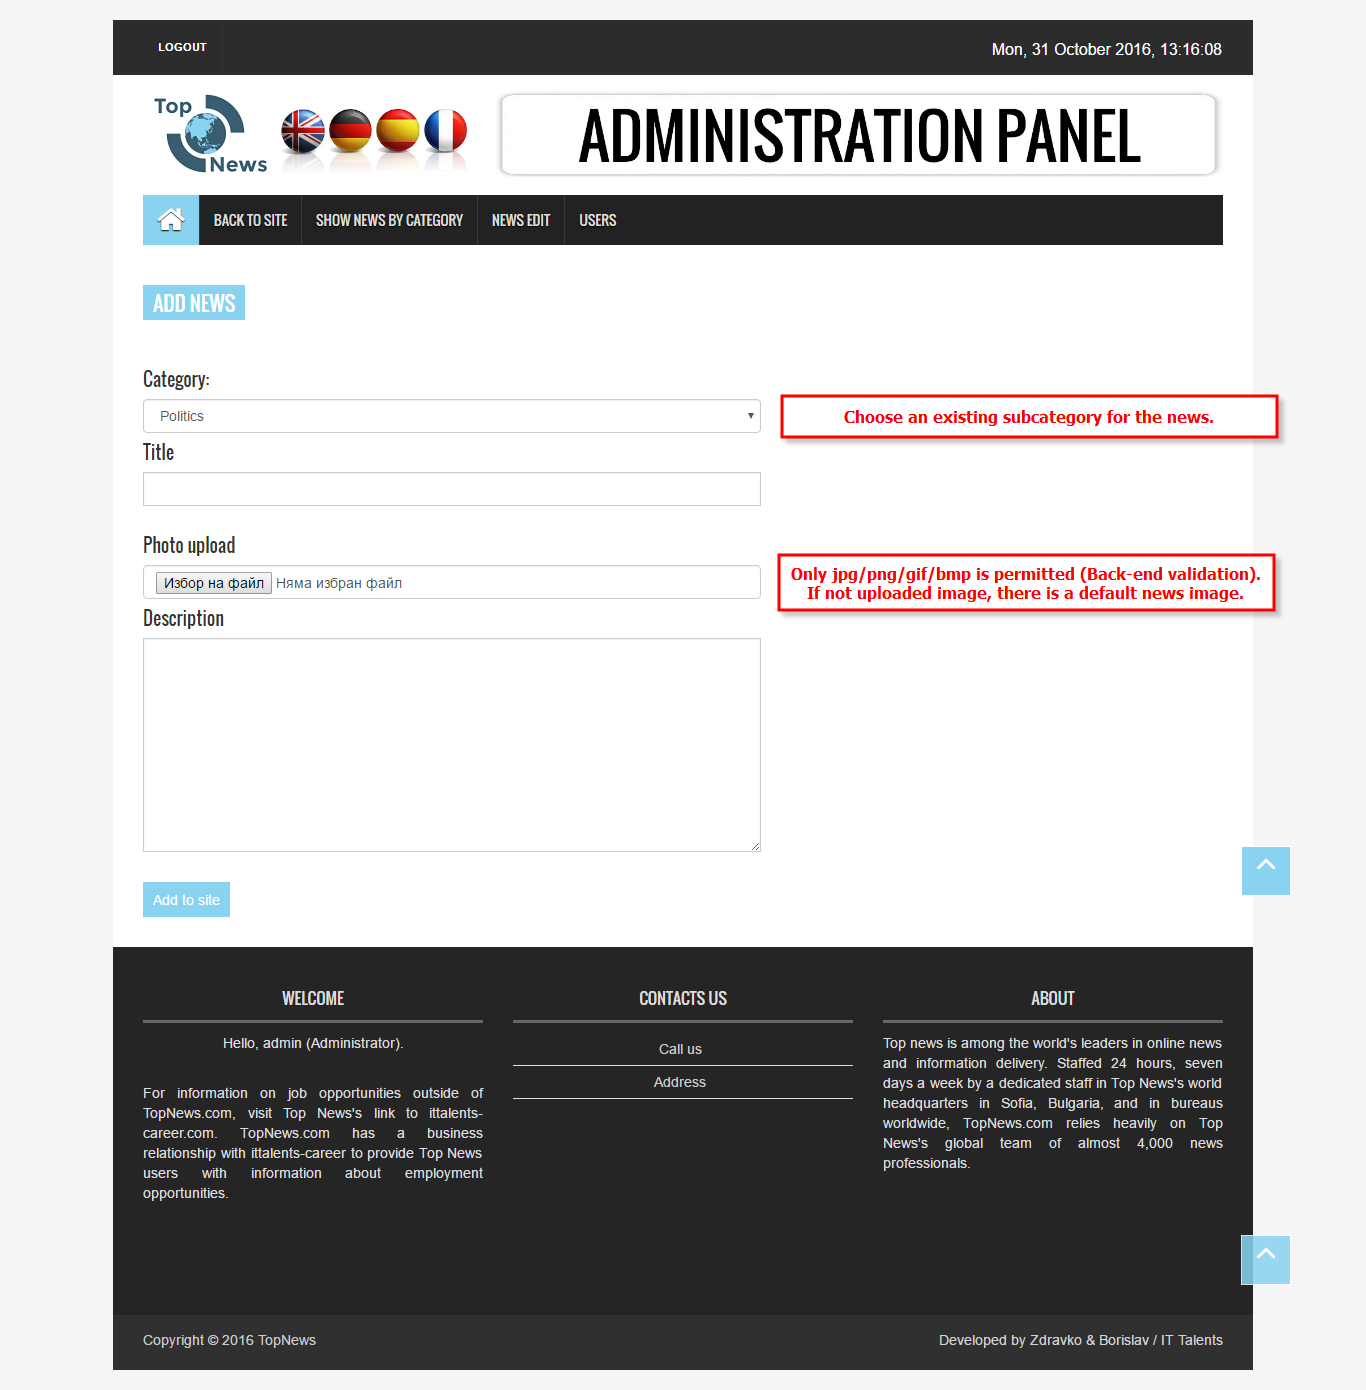 LOGOUT
Mon, 31 October 2016, 13:16:08
Top
News
ADMINISTRATION PANEL
BACK TO SITE
SHOW NEWS BY CATEGORY
NEWS EDIT
USERS
ADD NEWS
Category:
Politics
Choose an existing subcategory for the news.
Title
Photo upload
Избор на файл Няма избран файл
Only jpg/png/gif/bmp is permitted (Back-end validation).
If not uploaded image, there is a default news image.
Description
Add to site
WELCOME
Hello, admin (Administrator).
For information on job opportunities outside of
TopNews.com, visit Top News's link to ittalents-
career.com. TopNews.com has a business
relationship with ittalents-career to provide Top News
users with information about employment
opportunities.
CONTACTS US
Call us
Address
ABOUT
Top news is among the world's leaders in online news
and information delivery. Staffed 24 hours, seven
days a week by a dedicated staff in Top News's world
headquarters in Sofia, Bulgaria, and in bureaus
worldwide, TopNews.com relies heavily on Top
News's global team of almost 4,000 news
professionals.
Copyright © 2016 TopNews
Developed by Zdravko & Borislav / IT Talents